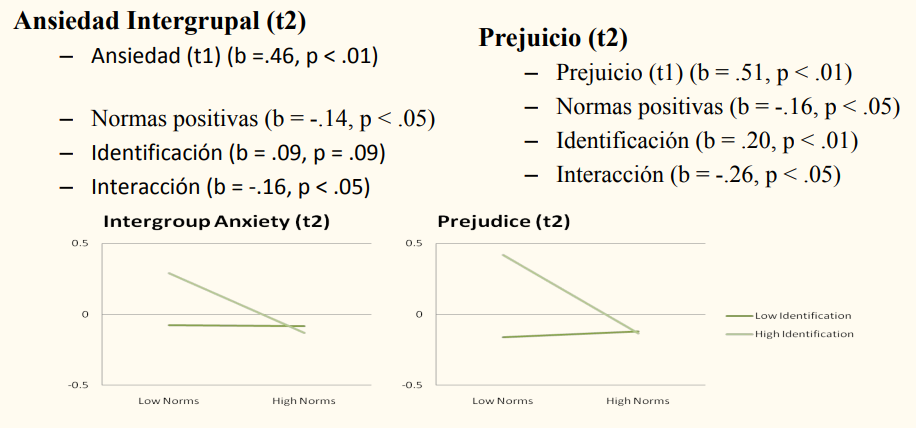 Ansiedad Intergrupal (t2)
– Ansiedad (t1) (b =.46, p < .01)
– Normas positivas (b = -.14, p < .05)
– Identificación (b = .09, p = .09)
– Interacción (b = -.16, p < .05)
Prejuicio (t2)
– Prejuicio (t1) (b = .51, p < .01)
– Normas positivas (b = -.16, p < .05)
– Identificación (b = .20, p < .01)
– Interacción (b = -.26, p < .05)
Intergroup Anxiety (t2)
0.5
0
-0.5
Low Norms High Norms
Prejudice (t2)
0.5
0
-0.5
Low Norms High Norms
Low Identification
High Identification